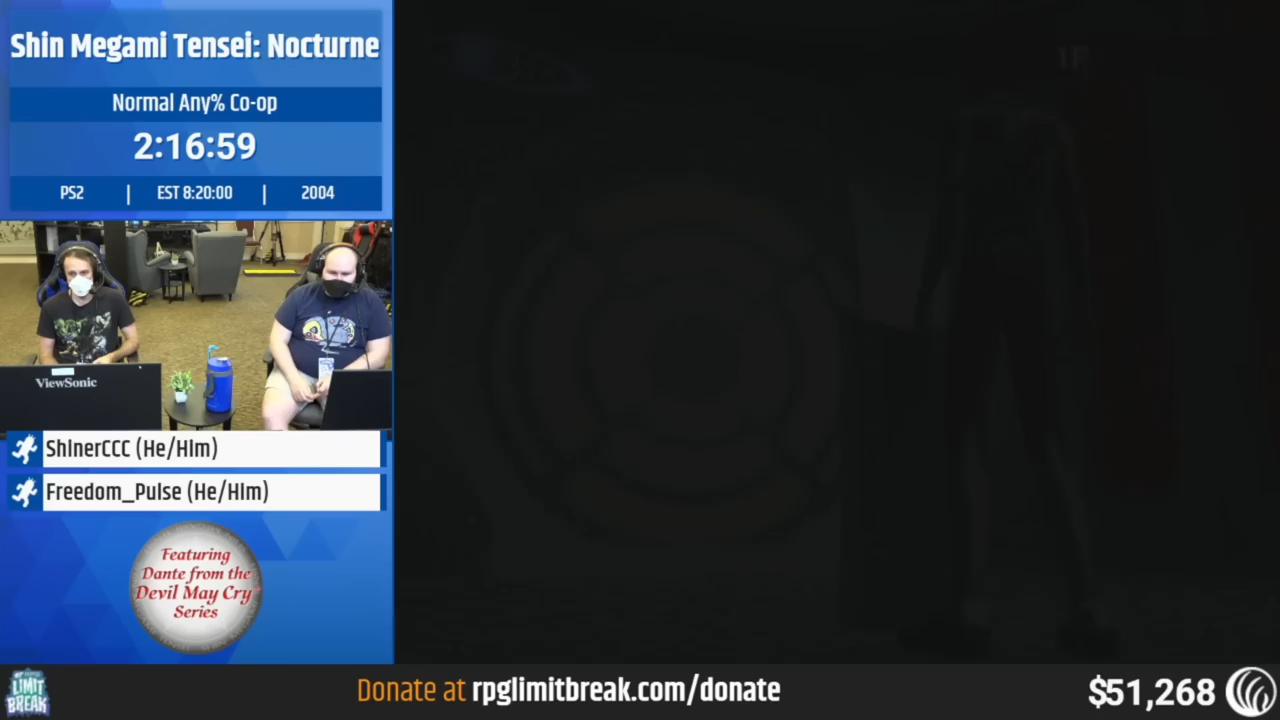 Shin Megami Tensei: Nocturne
Normal Any% Co-op
2:16:59
PS2 | EST 8:20:00 | 2004
ViewSonic
ShinerCCC (He/Him)
Freedom_Pulse (He/Him)
Featuring
Dante from the
Devil May Cry
Series
LIMIT
BREAK
Donate at rpglimitbreak.com/donate
$51,268